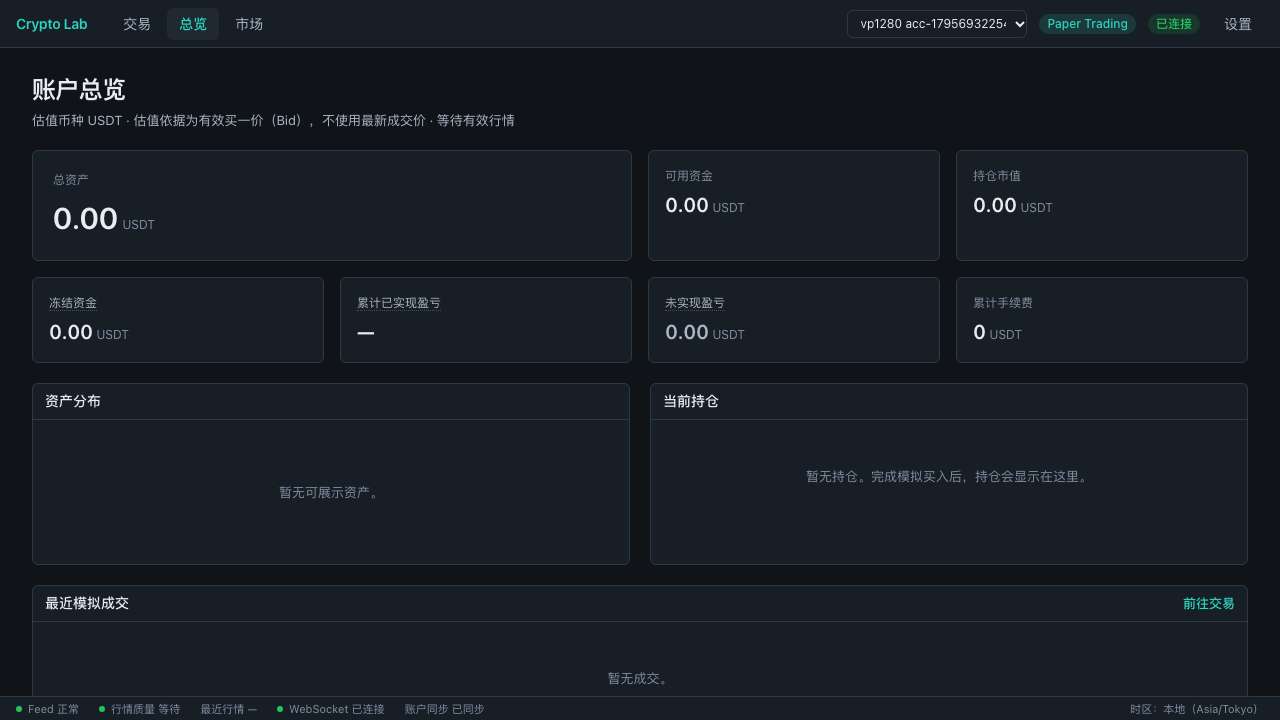 Crypto Lab 交易 总览 市场 vp1280 acc-1795693225 Paper Trading 已连接 设置
账户总览
估值币种 USDT · 估值依据为有效买一价（Bid），不使用最新成交价 · 等待有效行情
总资产 可用资金 持仓市值
0.00 USDT 0.00 USDT 0.00 USDT
冻结资金 累计已实现盈亏 未实现盈亏 累计手续费
0.00 USDT — 0.00 USDT 0 USDT
资产分布 当前持仓
暂无可展示资产。 暂无持仓。完成模拟买入后，持仓会显示在这里。
最近模拟成交 前往交易
暂无成交。
Feed 正常 行情质量 等待 最近行情 — WebSocket 已连接 账户同步 已同步 时区：本地（Asia/Tokyo）